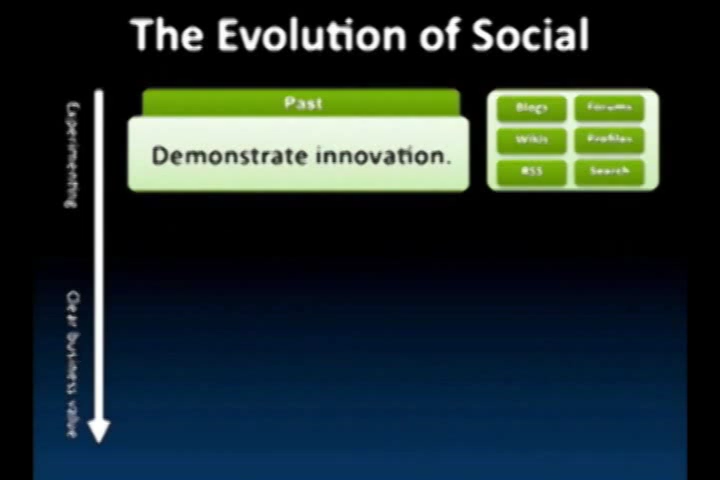 The Evolution of Social
Past
Demonstrate innovation.
Blogs
Forums
Wikis
Profiles
RSS
Search
Experimenting
Clear business value